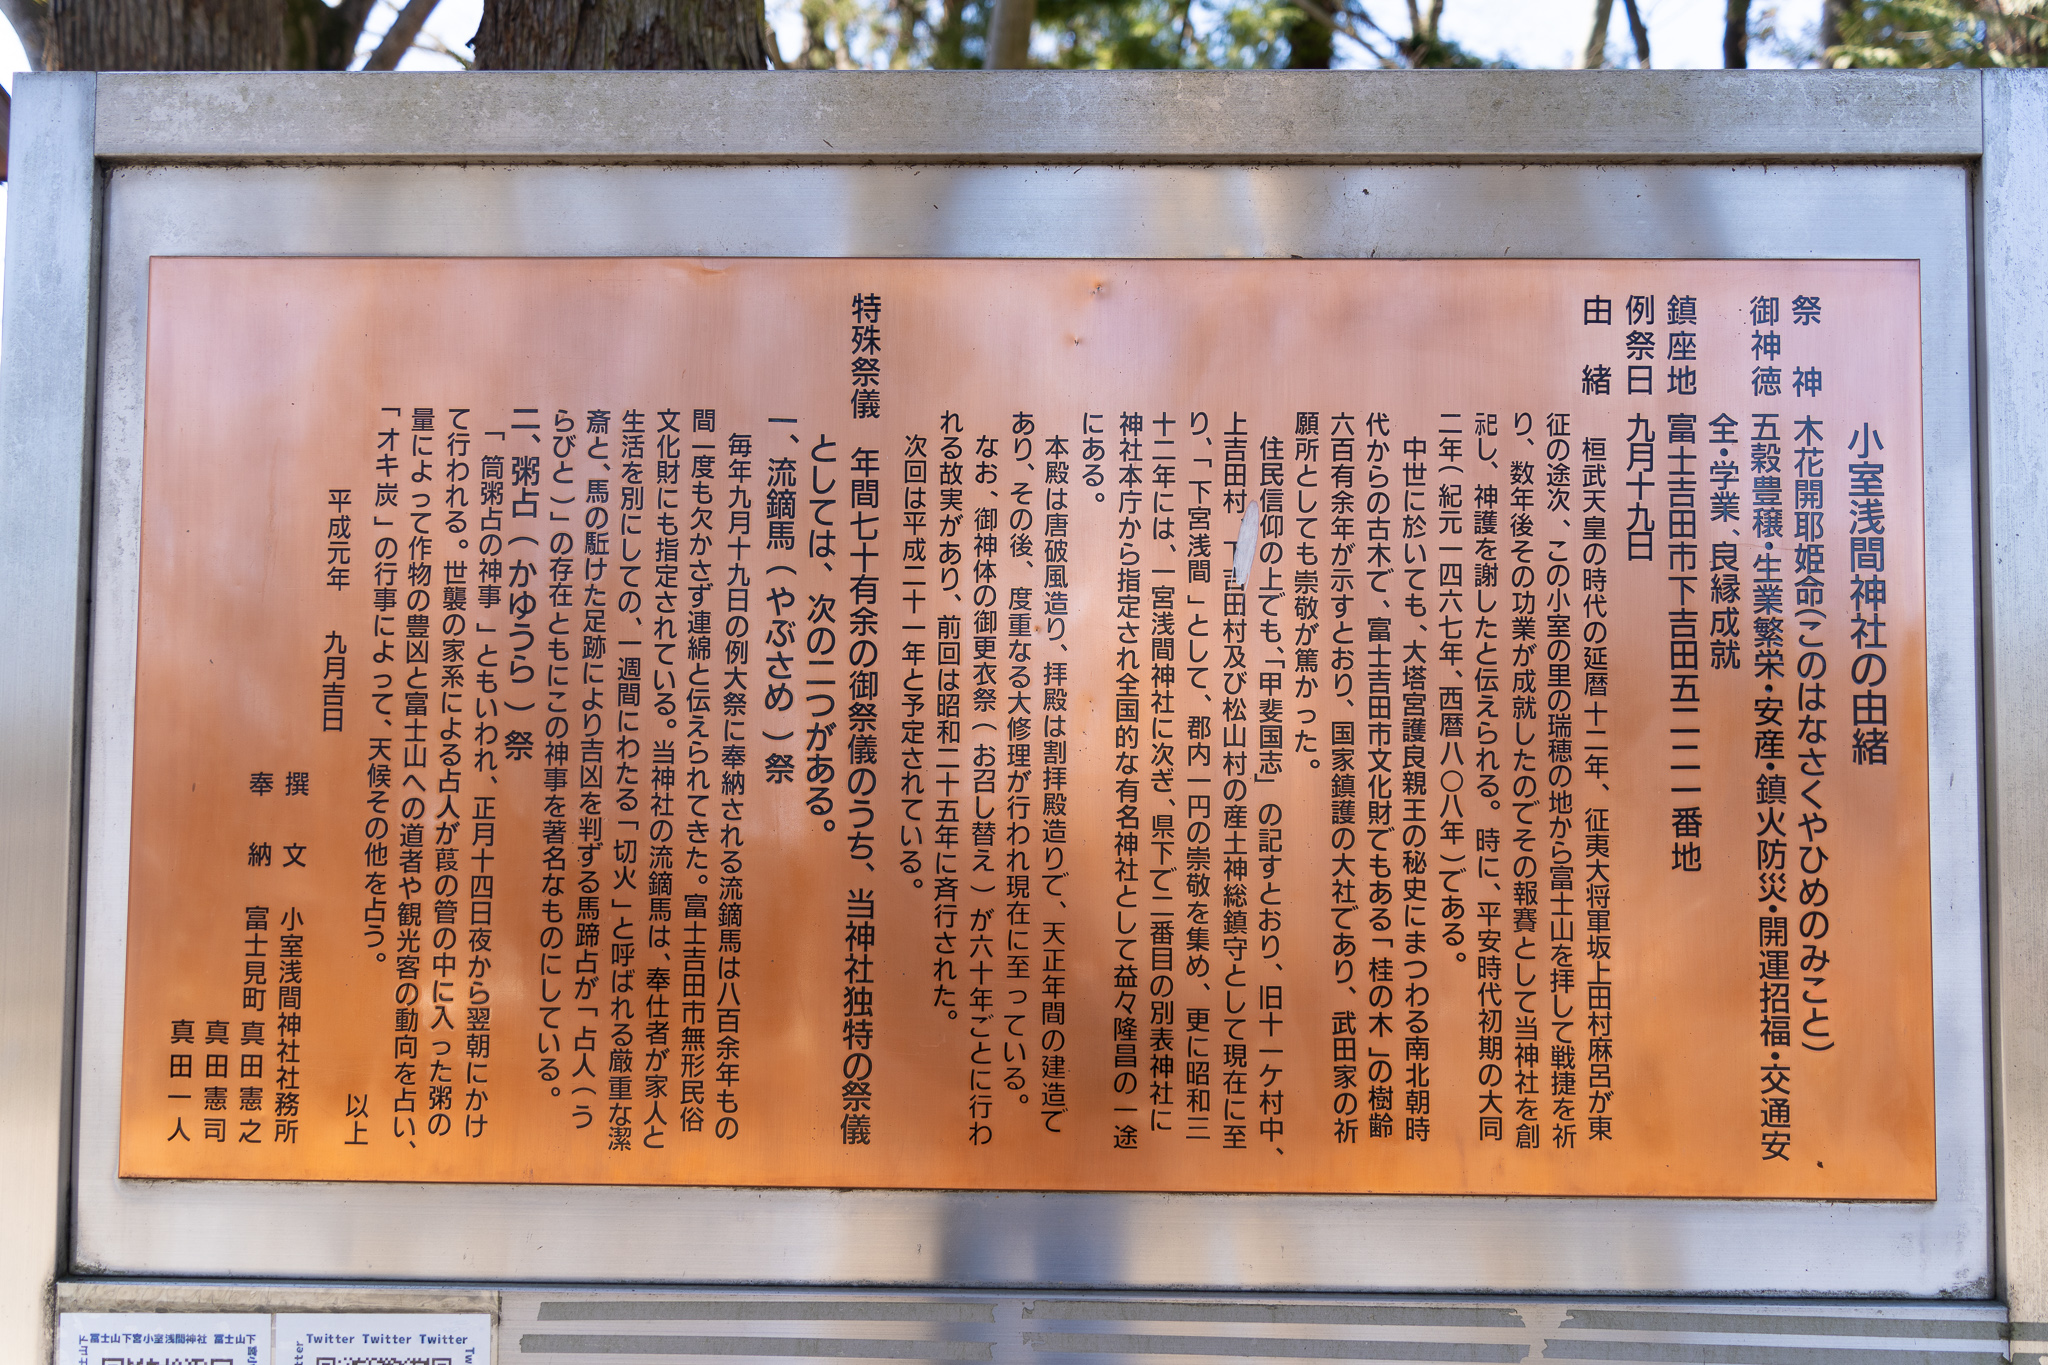 小室浅間神社の由緒
祭　神　木花開耶姫命(このはなさくやひめのみこと)
御神徳　五穀豊穣・生業繁栄・安産・鎮火防災・開運招福・交通安
全・学業、良縁成就
鎮座地　富士吉田市下吉田五二二一番地
例祭日　九月十九日
由　緒　桓武天皇の時代の延暦十二年、征夷大将軍坂上田村麻呂が東
征の途次、この小室の里の瑞穂の地から富士山を拝して戦捷を祈
り、数年後その功業が成就したのでその報賽として当神社を創
祀し、神護を謝したと伝えられる。時に、平安時代初期の大同
二年(紀元一四六七年、西暦八〇八年)である。
中世に於いても、大塔宮護良親王の秘史にまつわる南北朝時
代からの古木で、富士吉田市文化財でもある「桂の木」の樹齢
六百有余年が示すとおり、国家鎮護の大社であり、武田家の祈
願所としても崇敬が篤かった。
住民信仰の上でも、「甲斐国志」の記すとおり、旧十一ケ村中、
上吉田村　下吉田村及び松山村の産土神総鎮守として現在に至
り、「下宮浅間」として、郡内一円の崇敬を集め、更に昭和三
十二年には、一宮浅間神社に次ぎ、県下で二番目の別表神社に
神社本庁から指定され全国的な有名神社として益々隆昌の一途
にある。
本殿は唐破風造り、拝殿は割拝殿造りで、天正年間の建造で
あり、その後、度重なる大修理が行われ現在に至っている。
なお、御神体の御更衣祭(お召し替え)が六十年ごとに行わ
れる故実があり、前回は昭和二十五年に斉行された。
次回は平成二十一年と予定されている。
特殊祭儀　年間七十有余の御祭儀のうち、当神社独特の祭儀
としては、次の二つがある。
一、流鏑馬(やぶさめ)祭
毎年九月十九日の例大祭に奉納される流鏑馬は八百余年もの
間一度も欠かさず連綿と伝えられてきた。富士吉田市無形民俗
文化財にも指定されている。当神社の流鏑馬は、奉仕者が家人と
生活を別にしての、一週間にわたる「切火」と呼ばれる厳重な潔
斎と、馬の駈けた足跡により吉凶を判ずる馬蹄占が「占人(う
らびと)」の存在とともにこの神事を著名なものにしている。
二、粥占(かゆうら)祭
「筒粥占の神事」ともいわれ、正月十四日夜から翌朝にかけ
て行われる。世襲の家系による占人が葭の管の中に入った粥の
量によって作物の豊凶と富士山への道者や観光客の動向を占い、
「オキ炭」の行事によって、天候その他を占う。
以上
平成元年　九月吉日
撰　文　小室浅間神社社務所
奉　納　富士見町　真田憲之
真田憲司
真田一人
富士山下宮小室浅間神社 富士山下
Twitter Twitter Twitter